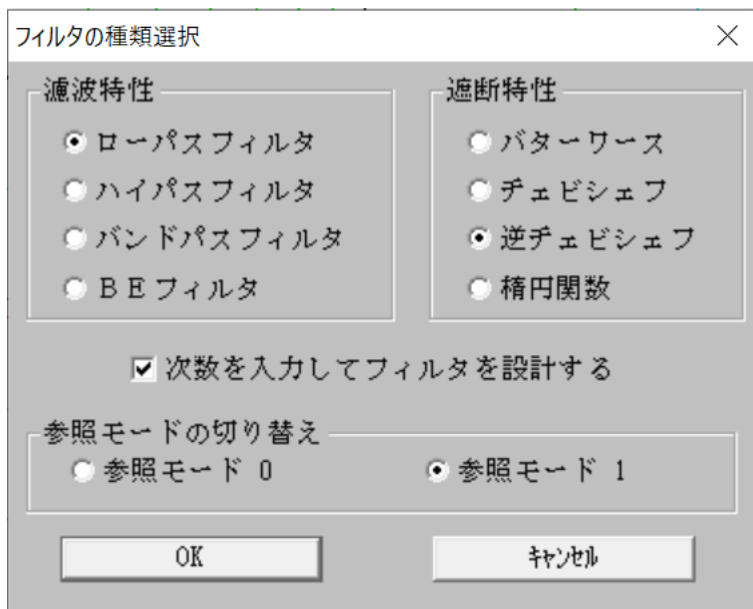 フィルタの種類選択
濾波特性
ローパスフィルタ
ハイパスフィルタ
バンドパスフィルタ
ＢＥフィルタ
遮断特性
バターワース
チェビシェフ
逆チェビシェフ
楕円関数
次数を入力してフィルタを設計する
参照モードの切り替え
参照モード 0
参照モード 1
OK
ｷｬﾝｾﾙ